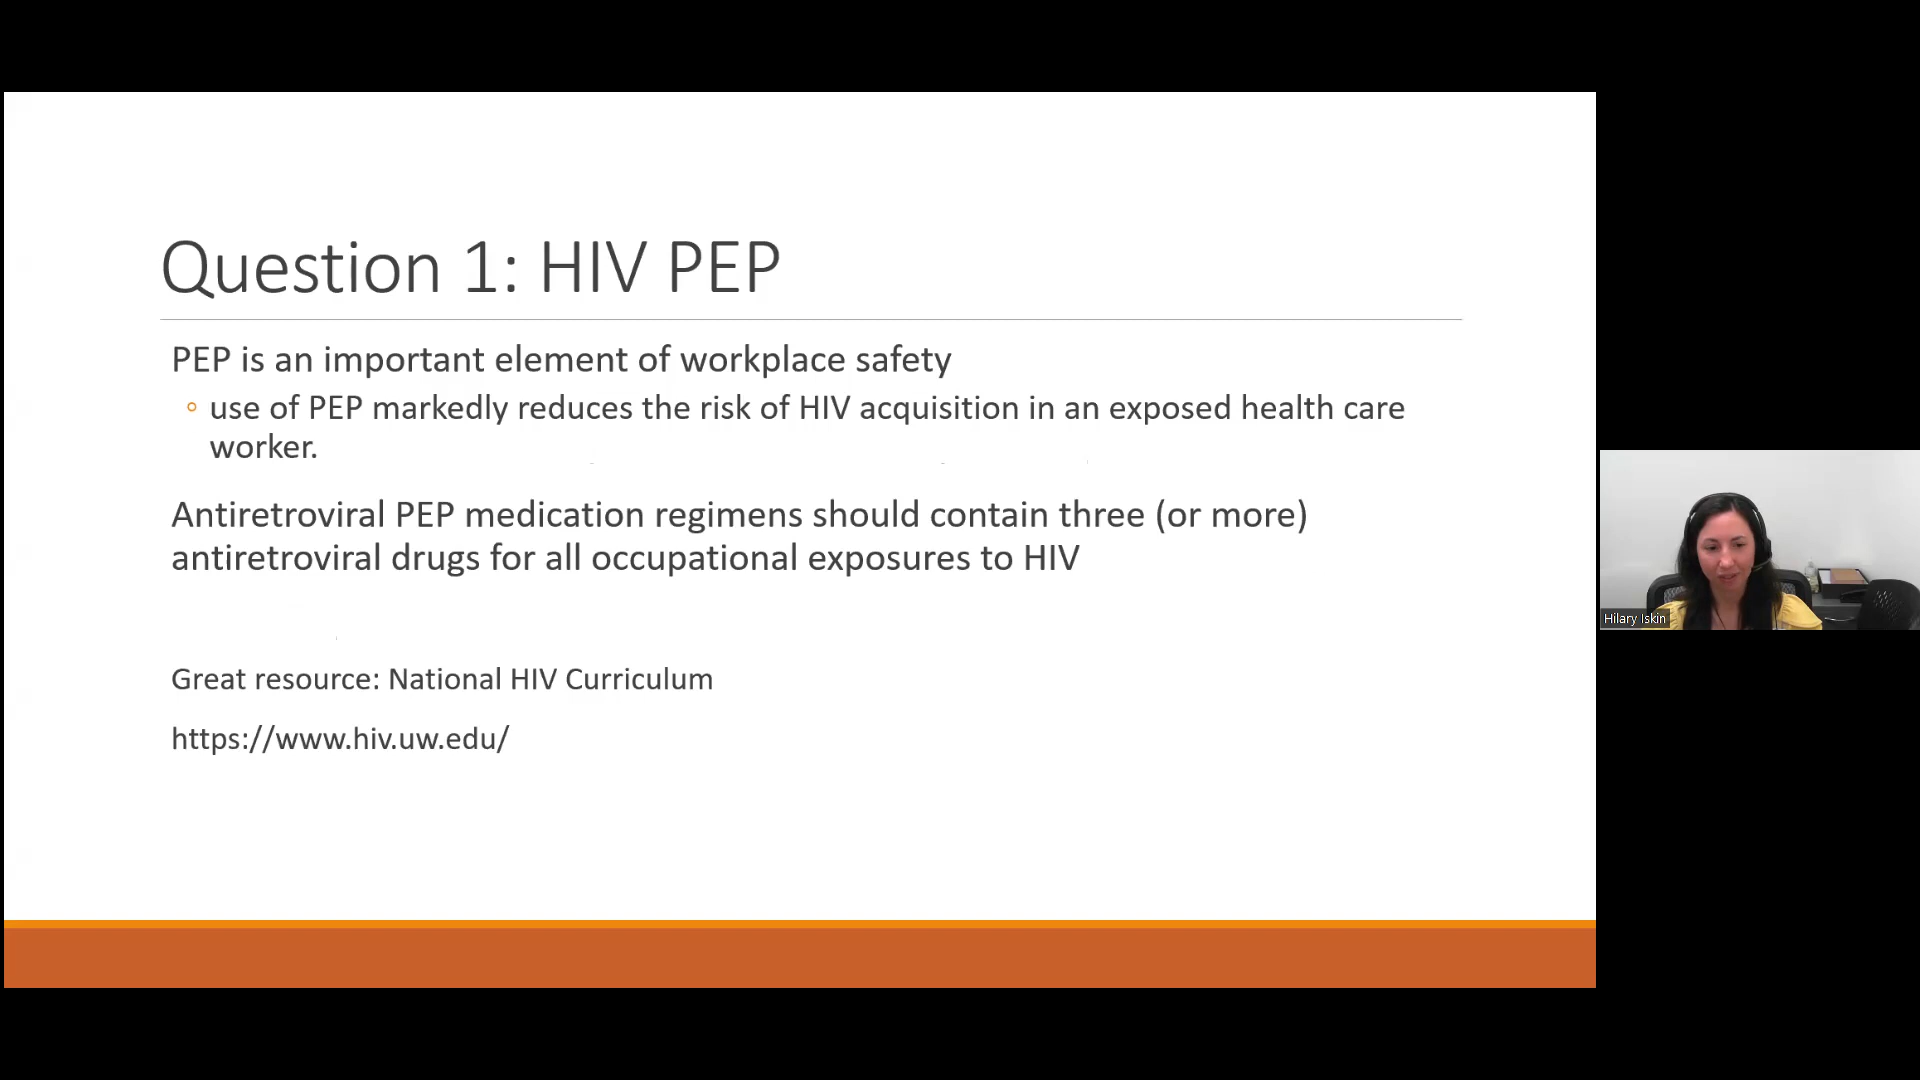 Question 1: HIV PEP
PEP is an important element of workplace safety
use of PEP markedly reduces the risk of HIV acquisition in an exposed health care
worker.
Antiretroviral PEP medication regimens should contain three (or more)
antiretroviral drugs for all occupational exposures to HIV
Great resource: National HIV Curriculum
https://www.hiv.uw.edu/
Hilary Iskin